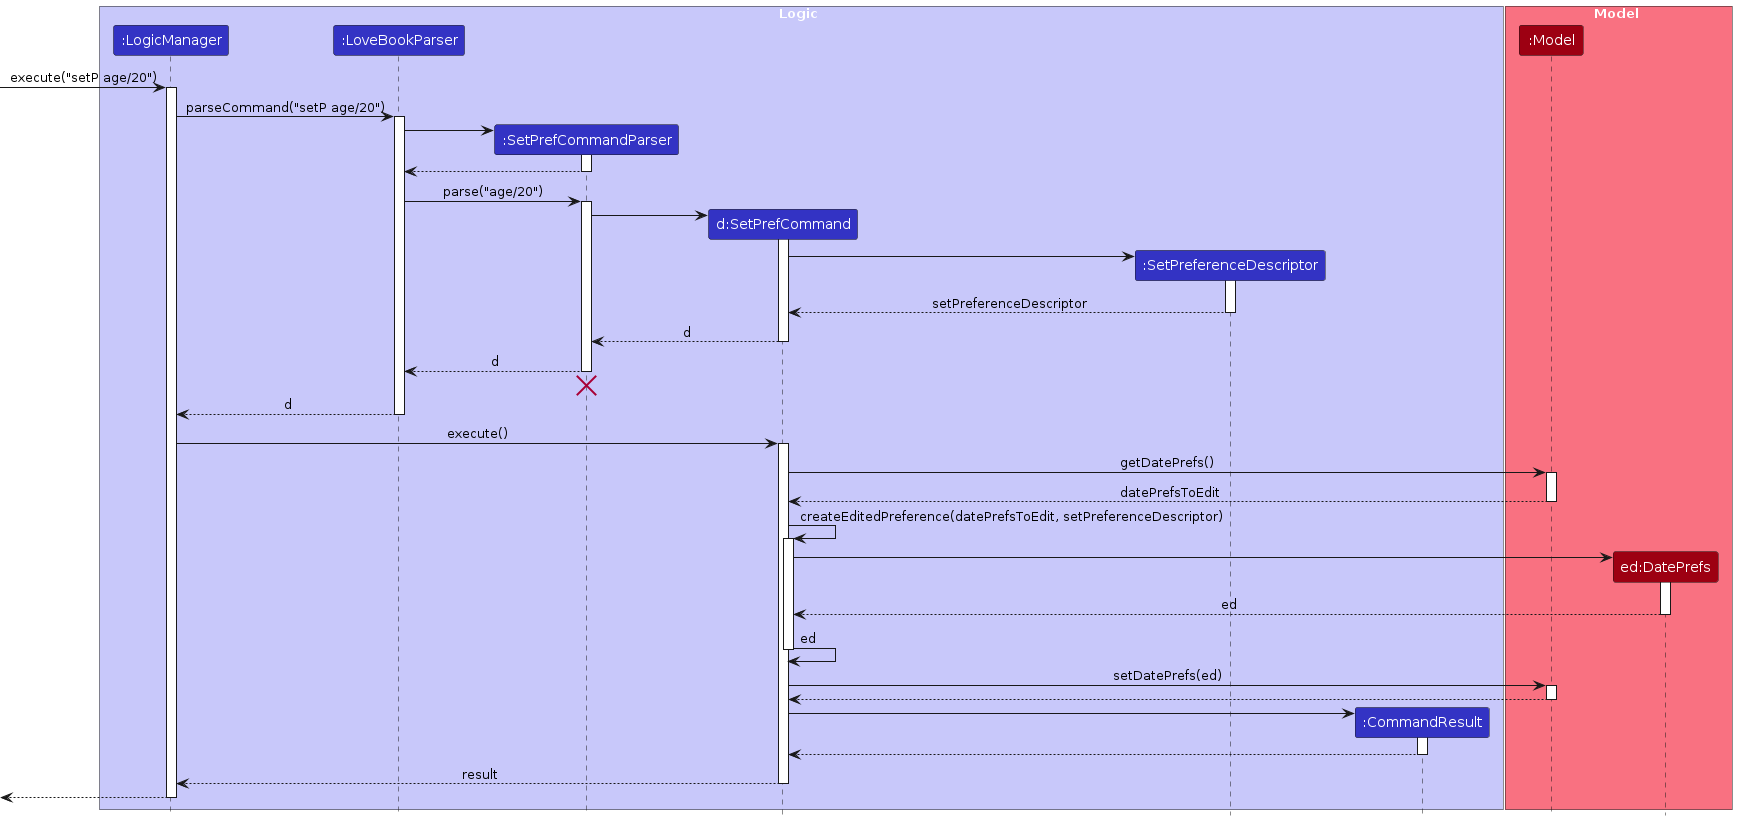 Logic
Model
:LogicManager
:LoveBookParser
:Model
execute("setP age/20")
parseCommand("setP age/20")
:SetPrefCommandParser
parse("age/20")
d:SetPrefCommand
:SetPreferenceDescriptor
setPreferenceDescriptor
d
d
d
execute()
getDatePrefs()
datePrefsToEdit
createEditedPreference(datePrefsToEdit, setPreferenceDescriptor)
ed:DatePrefs
ed
ed
setDatePrefs(ed)
:CommandResult
result